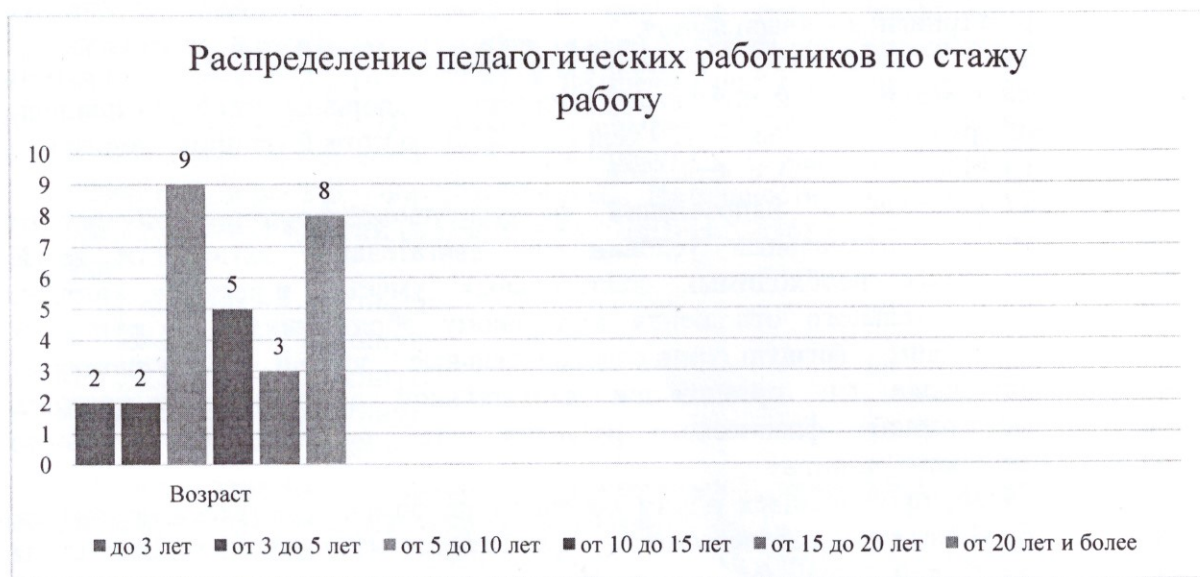 Распределение педагогических работников по стажу
работу
10
9
8
7
6
5
4
3
2
1
0
2
2
9
5
3
8
Возраст
до 3 лет
от 3 до 5 лет
от 5 до 10 лет
от 10 до 15 лет
от 15 до 20 лет
от 20 лет и более